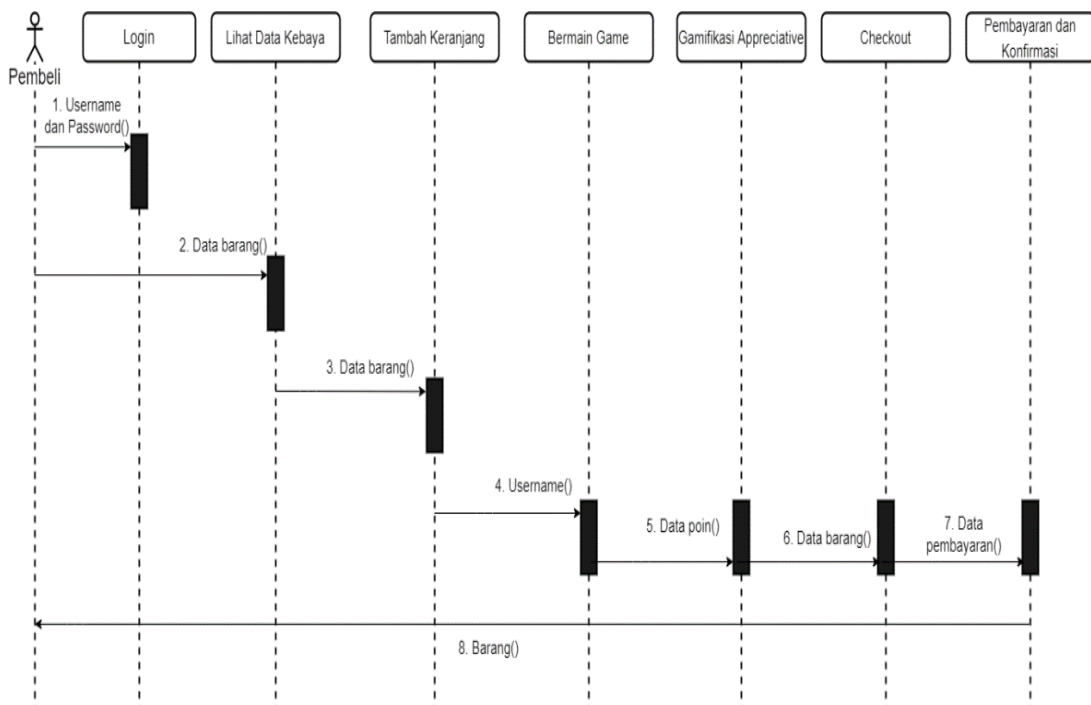 Pembeli
Login
Lihat Data Kebaya
Tambah Keranjang
Bermain Game
Gamifikasi Appreciative
Checkout
Pembayaran dan
Konfirmasi
1. Username
dan Password()
2. Data barang()
3. Data barang()
4. Username()
5. Data poin()
6. Data barang()
7. Data
pembayaran()
8. Barang()